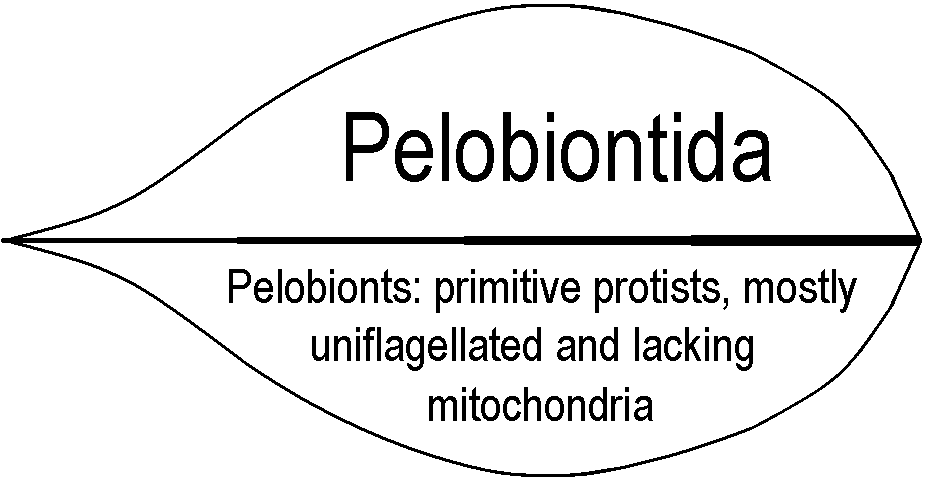 Pelobiontida
Pelobionts: primitive protists, mostly
uniflagellated and lacking
mitochondria